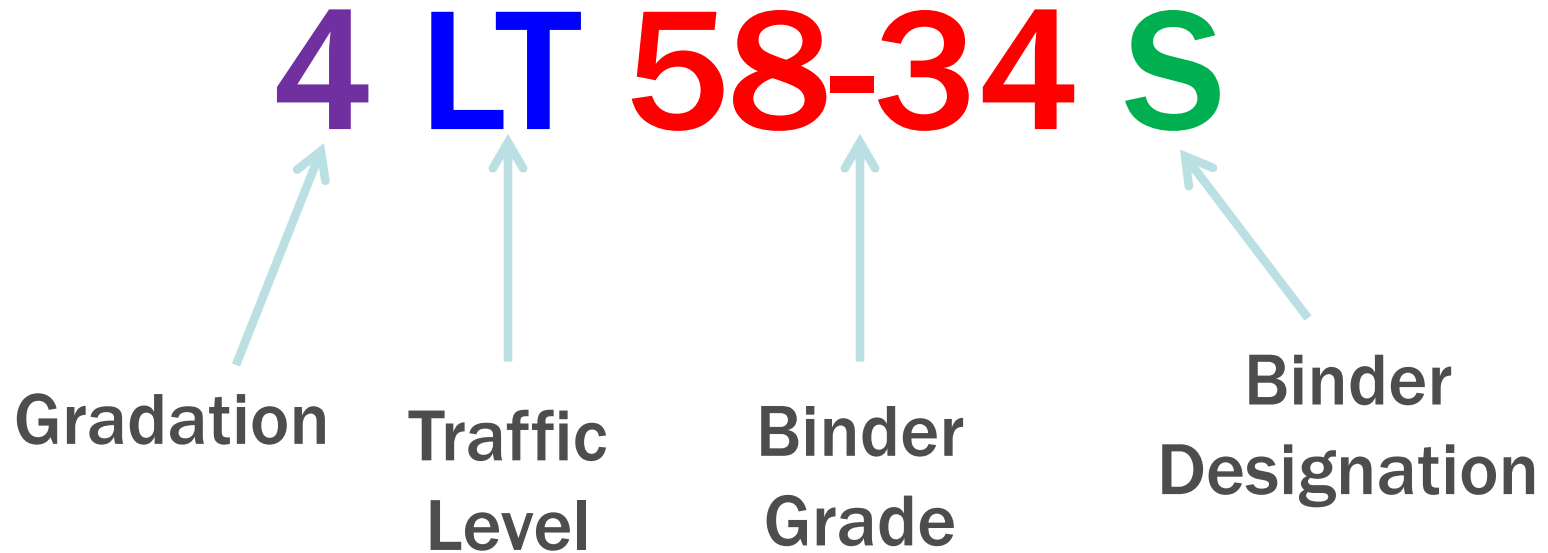 4 LT 58-34 S
Gradation
Traffic
Level
Binder
Grade
Binder
Designation